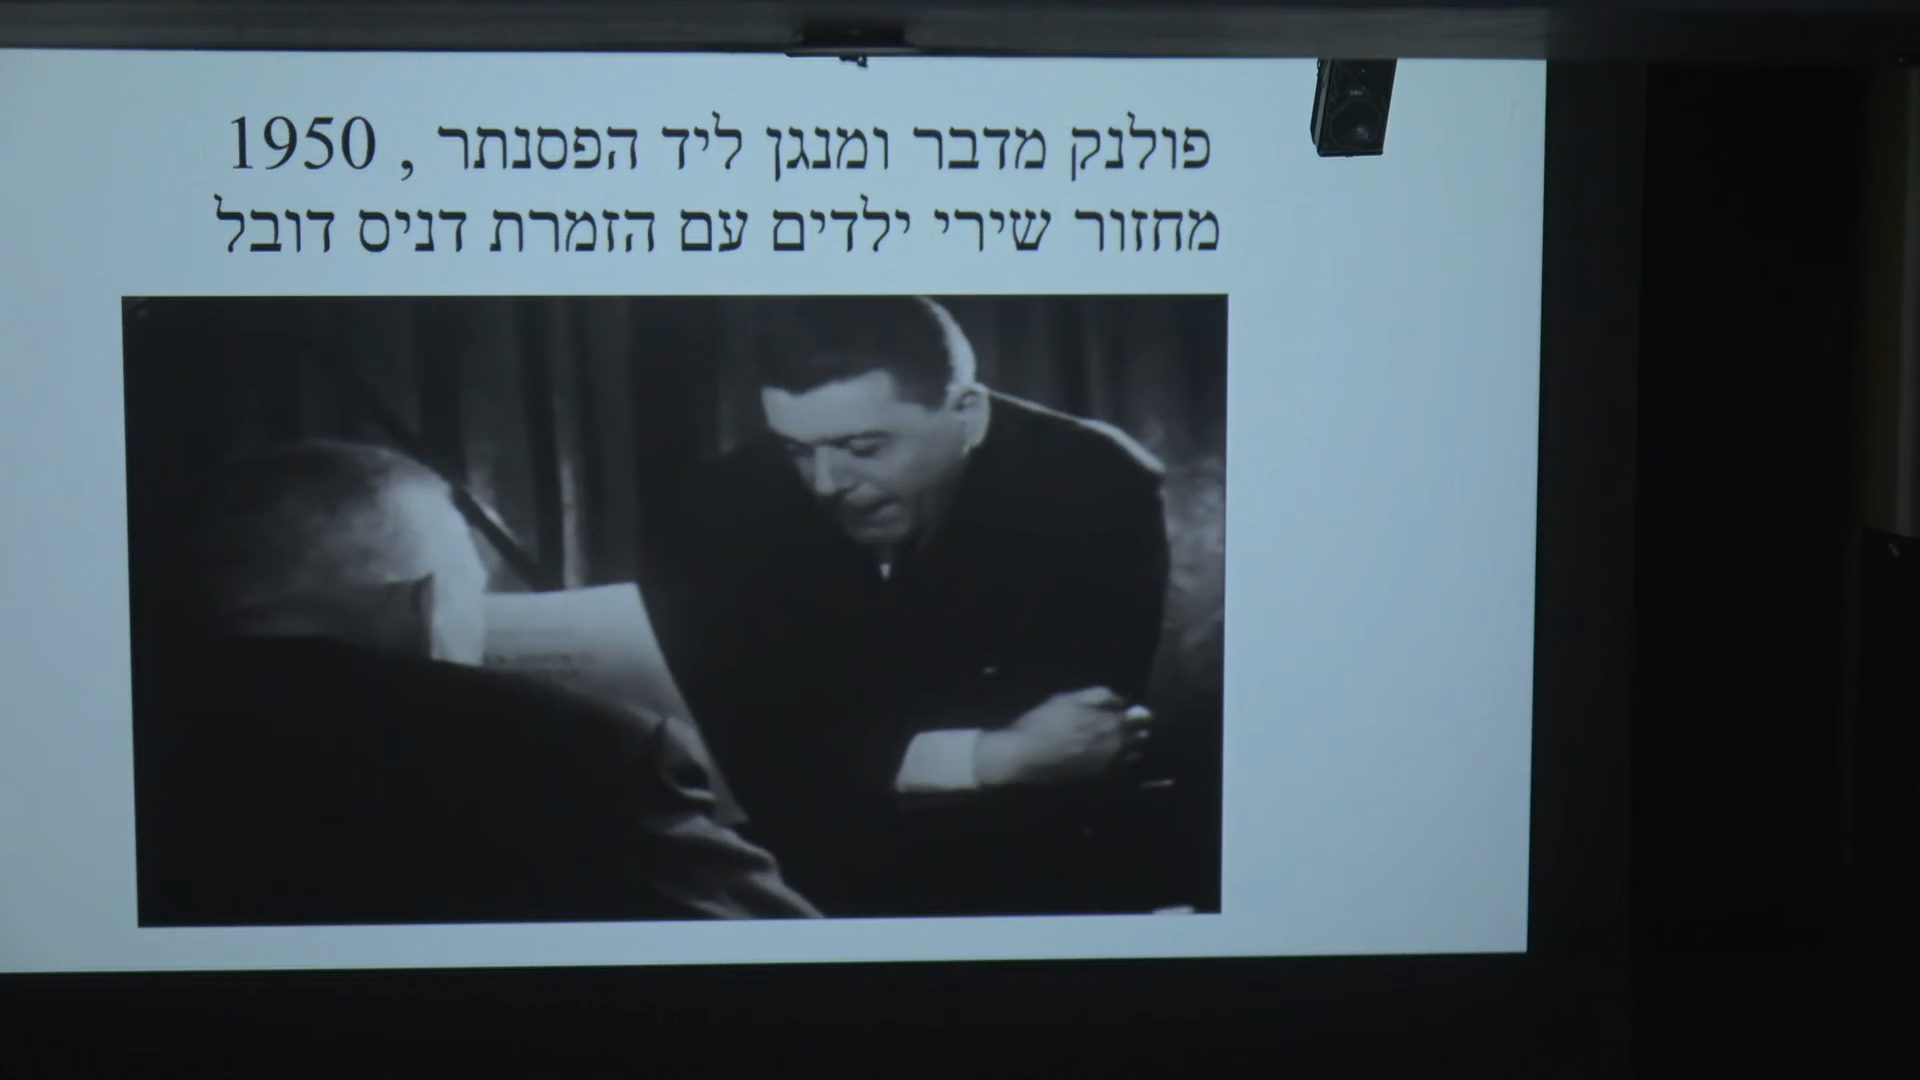 פולנק מדבר ומנגן ליד הפסנתר , 1950
מחזור שירי ילדים עם הזמרת דניס דובל